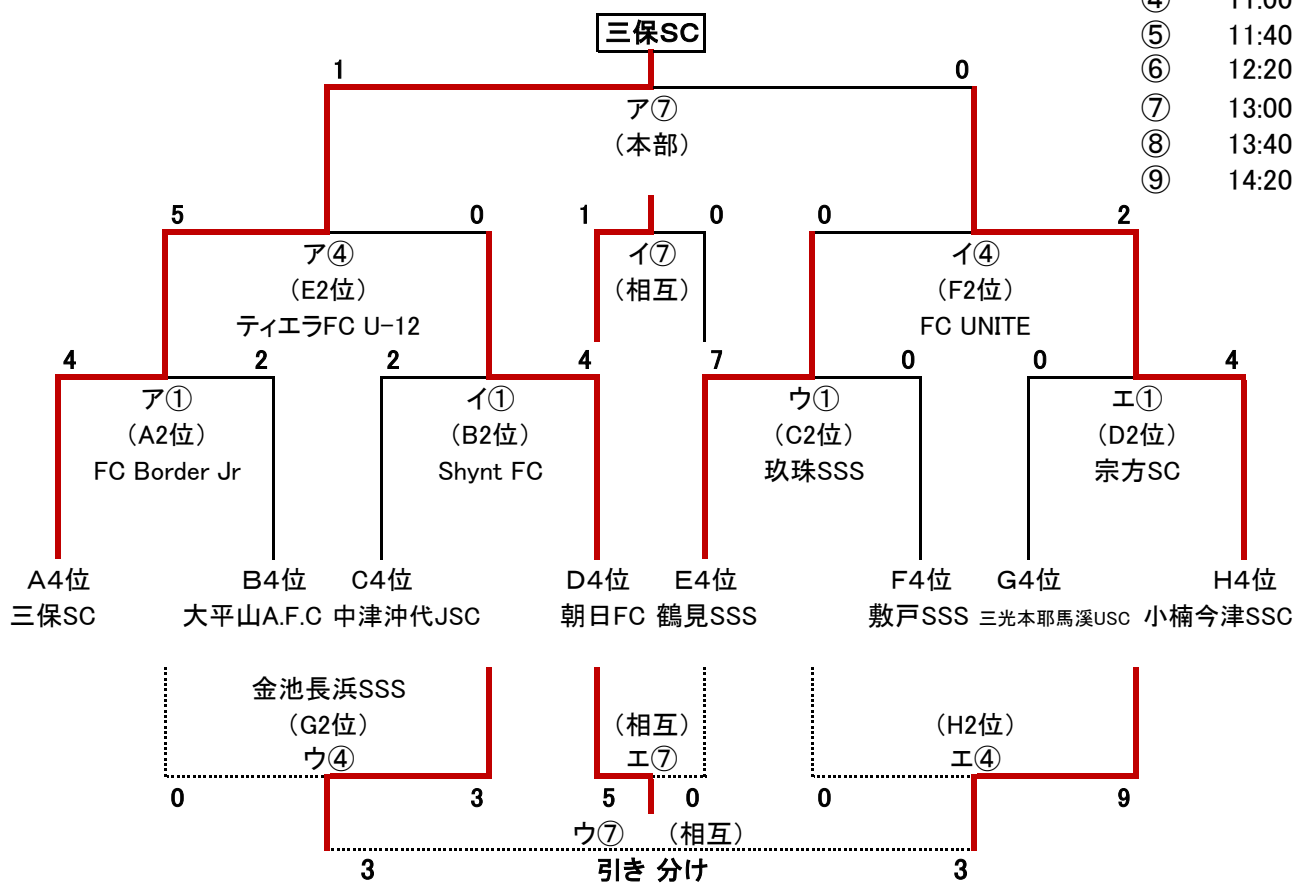 ④ 11:00
三保SC
⑤ 11:40
1 0 ⑥ 12:20
ア⑦ ⑦ 13:00
(本部) ⑧ 13:40
⑨ 14:20
5 0 1 0 0 2
ア④ イ⑦ イ④
(E2位) (相互) (F2位)
ティエラFC U-12 FC UNITE
4 2 2 4 7 0 0 4
ア① イ① ウ① エ①
(A2位) (B2位) (C2位) (D2位)
FC Border Jr Shynt FC 玖珠SSS 宗方SC
A4位 B4位 C4位 D4位 E4位 F4位 G4位 H4位
三保SC 大平山A.F.C 中津沖代JSC 朝日FC 鶴見SSS 敷戸SSS 三光本耶馬溪USC 小楠今津SSC
金池長浜SSS
(G2位) (相互) (H2位)
ウ④ エ⑦ エ④
0 3 5 0 0 9
ウ⑦ (相互)
3 引き 分け 3